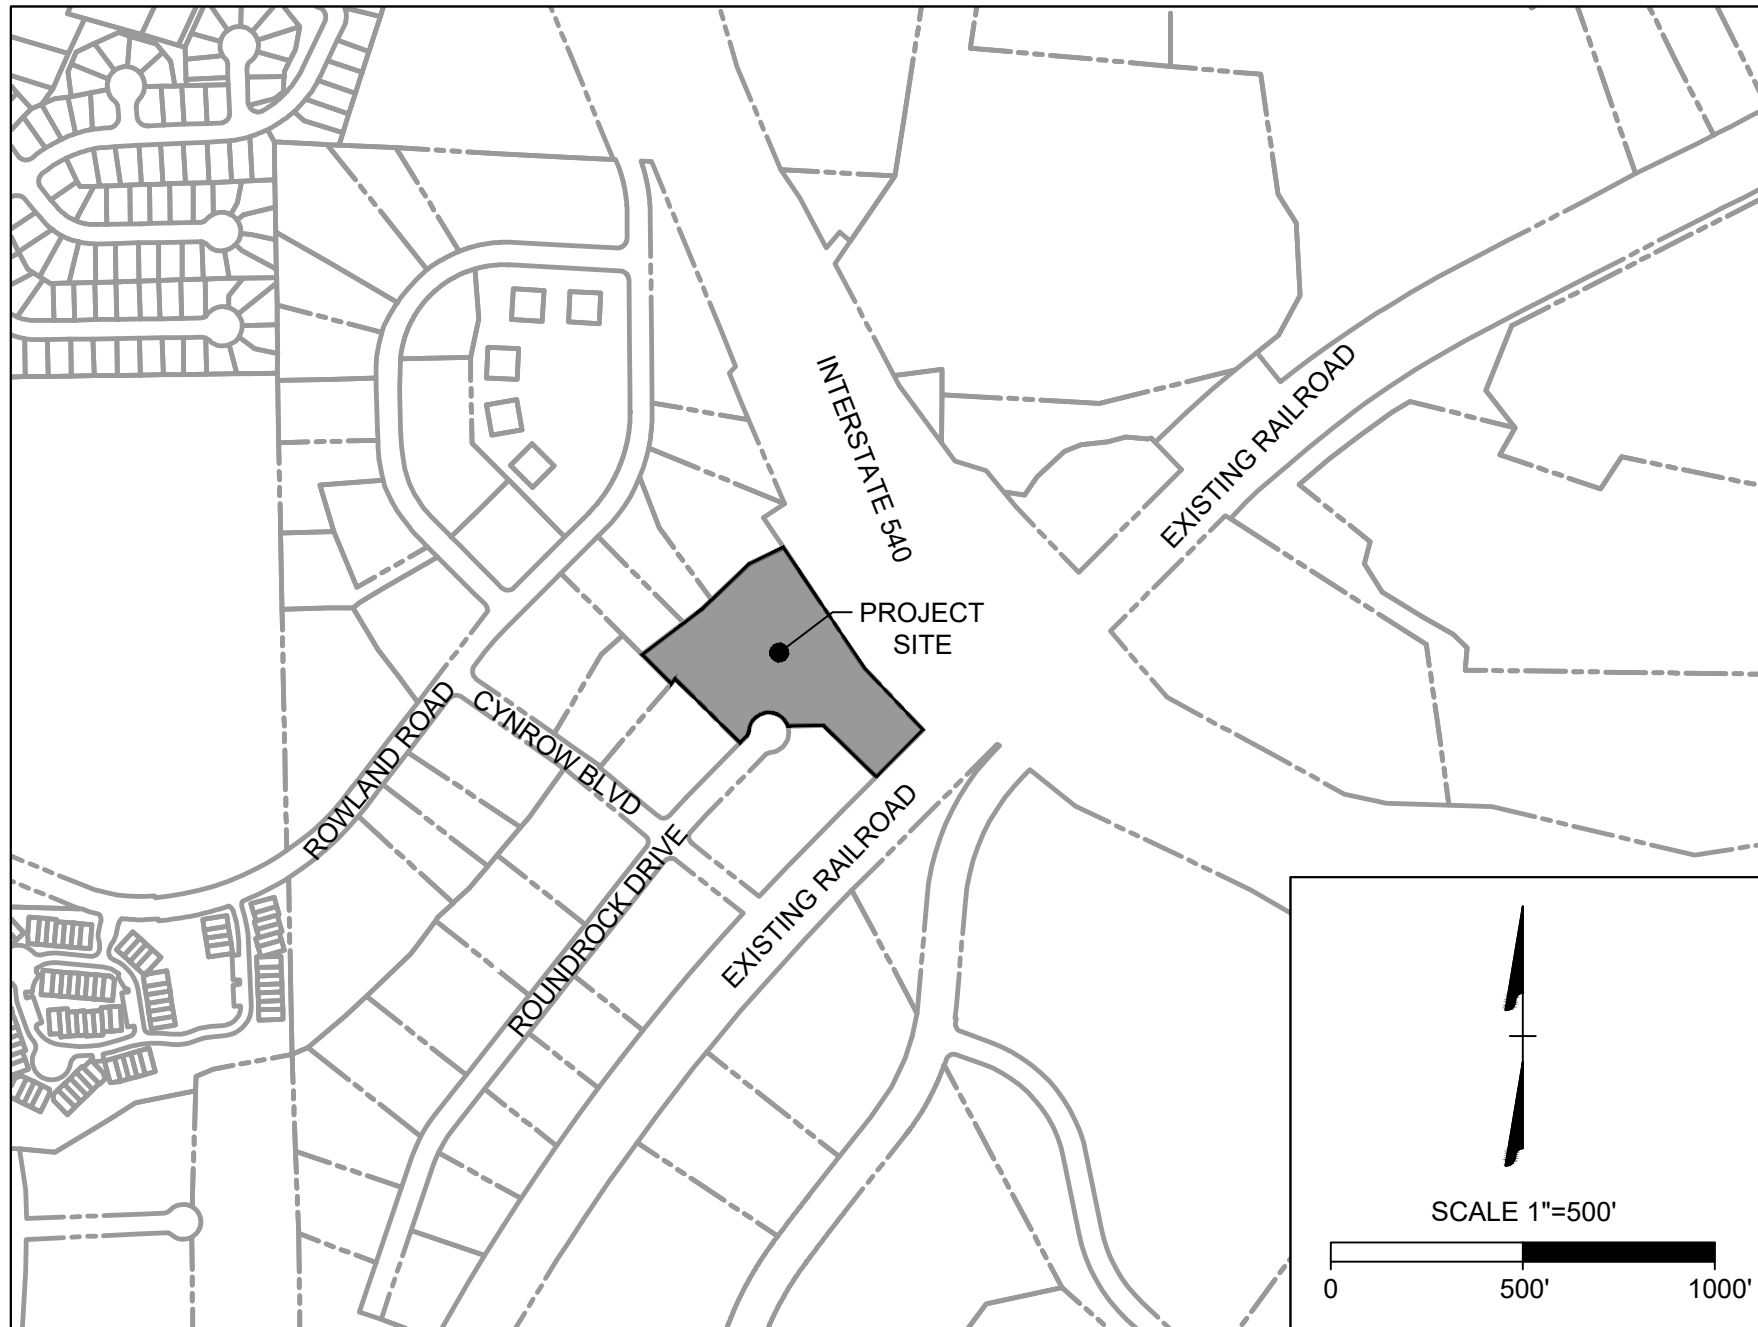 INTERSTATE 540
EXISTING RAILROAD
PROJECT
SITE
CYNROW BLVD
ROWLAND ROAD
ROUNDROCK DRIVE
EXISTING RAILROAD
SCALE 1"=500'
0 500' 1000'